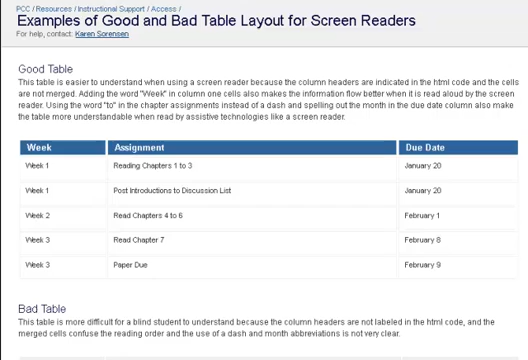 PCC / Resources / Instructional Support / Access /
Examples of Good and Bad Table Layout for Screen Readers
For help, contact: Karen Sorensen
Good Table
This table is easier to understand when using a screen reader because the column headers are indicated in the html code and the cells
are not merged. Adding the word "Week" in column one cells also makes the information flow better when it is read aloud by the screen
reader. Using the word "to" in the chapter assignments instead of a dash and spelling out the month in the due date column also make
the table more understandable when read by assistive technologies like a screen reader.
Week Assignment Due Date
Week 1 Reading Chapters 1 to 3 January 20
Week 1 Post Introductions to Discussion List January 20
Week 2 Read Chapters 4 to 6 February 1
Week 3 Read Chapter 7 February 8
Week 3 Paper Due February 9
Bad Table
This table is more difficult for a blind student to understand because the column headers are not labeled in the html code, and the
merged cells confuse the reading order and the use of a dash and month abbreviations is not very clear.